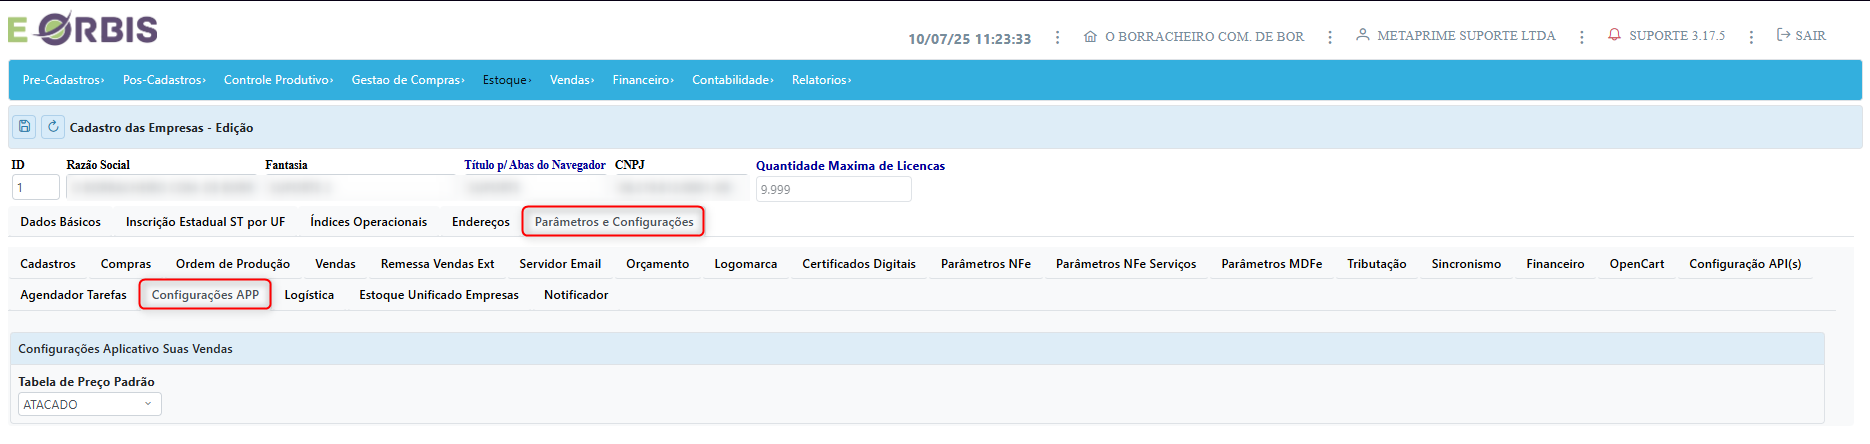 E ORBIS
10/07/25 11:23:33 O BORRACHEIRO COM. DE BOR METAPRIME SUPORTE LTDA SUPORTE 3.17.5 SAIR
Pre-Cadastros› Pos-Cadastros› Controle Produtivo› Gestao de Compras› Estoque› Vendas› Financeiro› Contabilidade› Relatorios›
Cadastro das Empresas - Edição
ID Razão Social Fantasia Título p/ Abas do Navegador CNPJ Quantidade Maxima de Licencas
1 9.999
Dados Básicos Inscrição Estadual ST por UF Índices Operacionais Endereços Parâmetros e Configurações
Cadastros Compras Ordem de Produção Vendas Remessa Vendas Ext Servidor Email Orçamento Logomarca Certificados Digitais Parâmetros NFe Parâmetros NFe Serviços Parâmetros MDFe Tributação Sincronismo Financeiro OpenCart Configuração API(s)
Agendador Tarefas Configurações APP Logística Estoque Unificado Empresas Notificador
Configurações Aplicativo Suas Vendas
Tabela de Preço Padrão
ATACADO